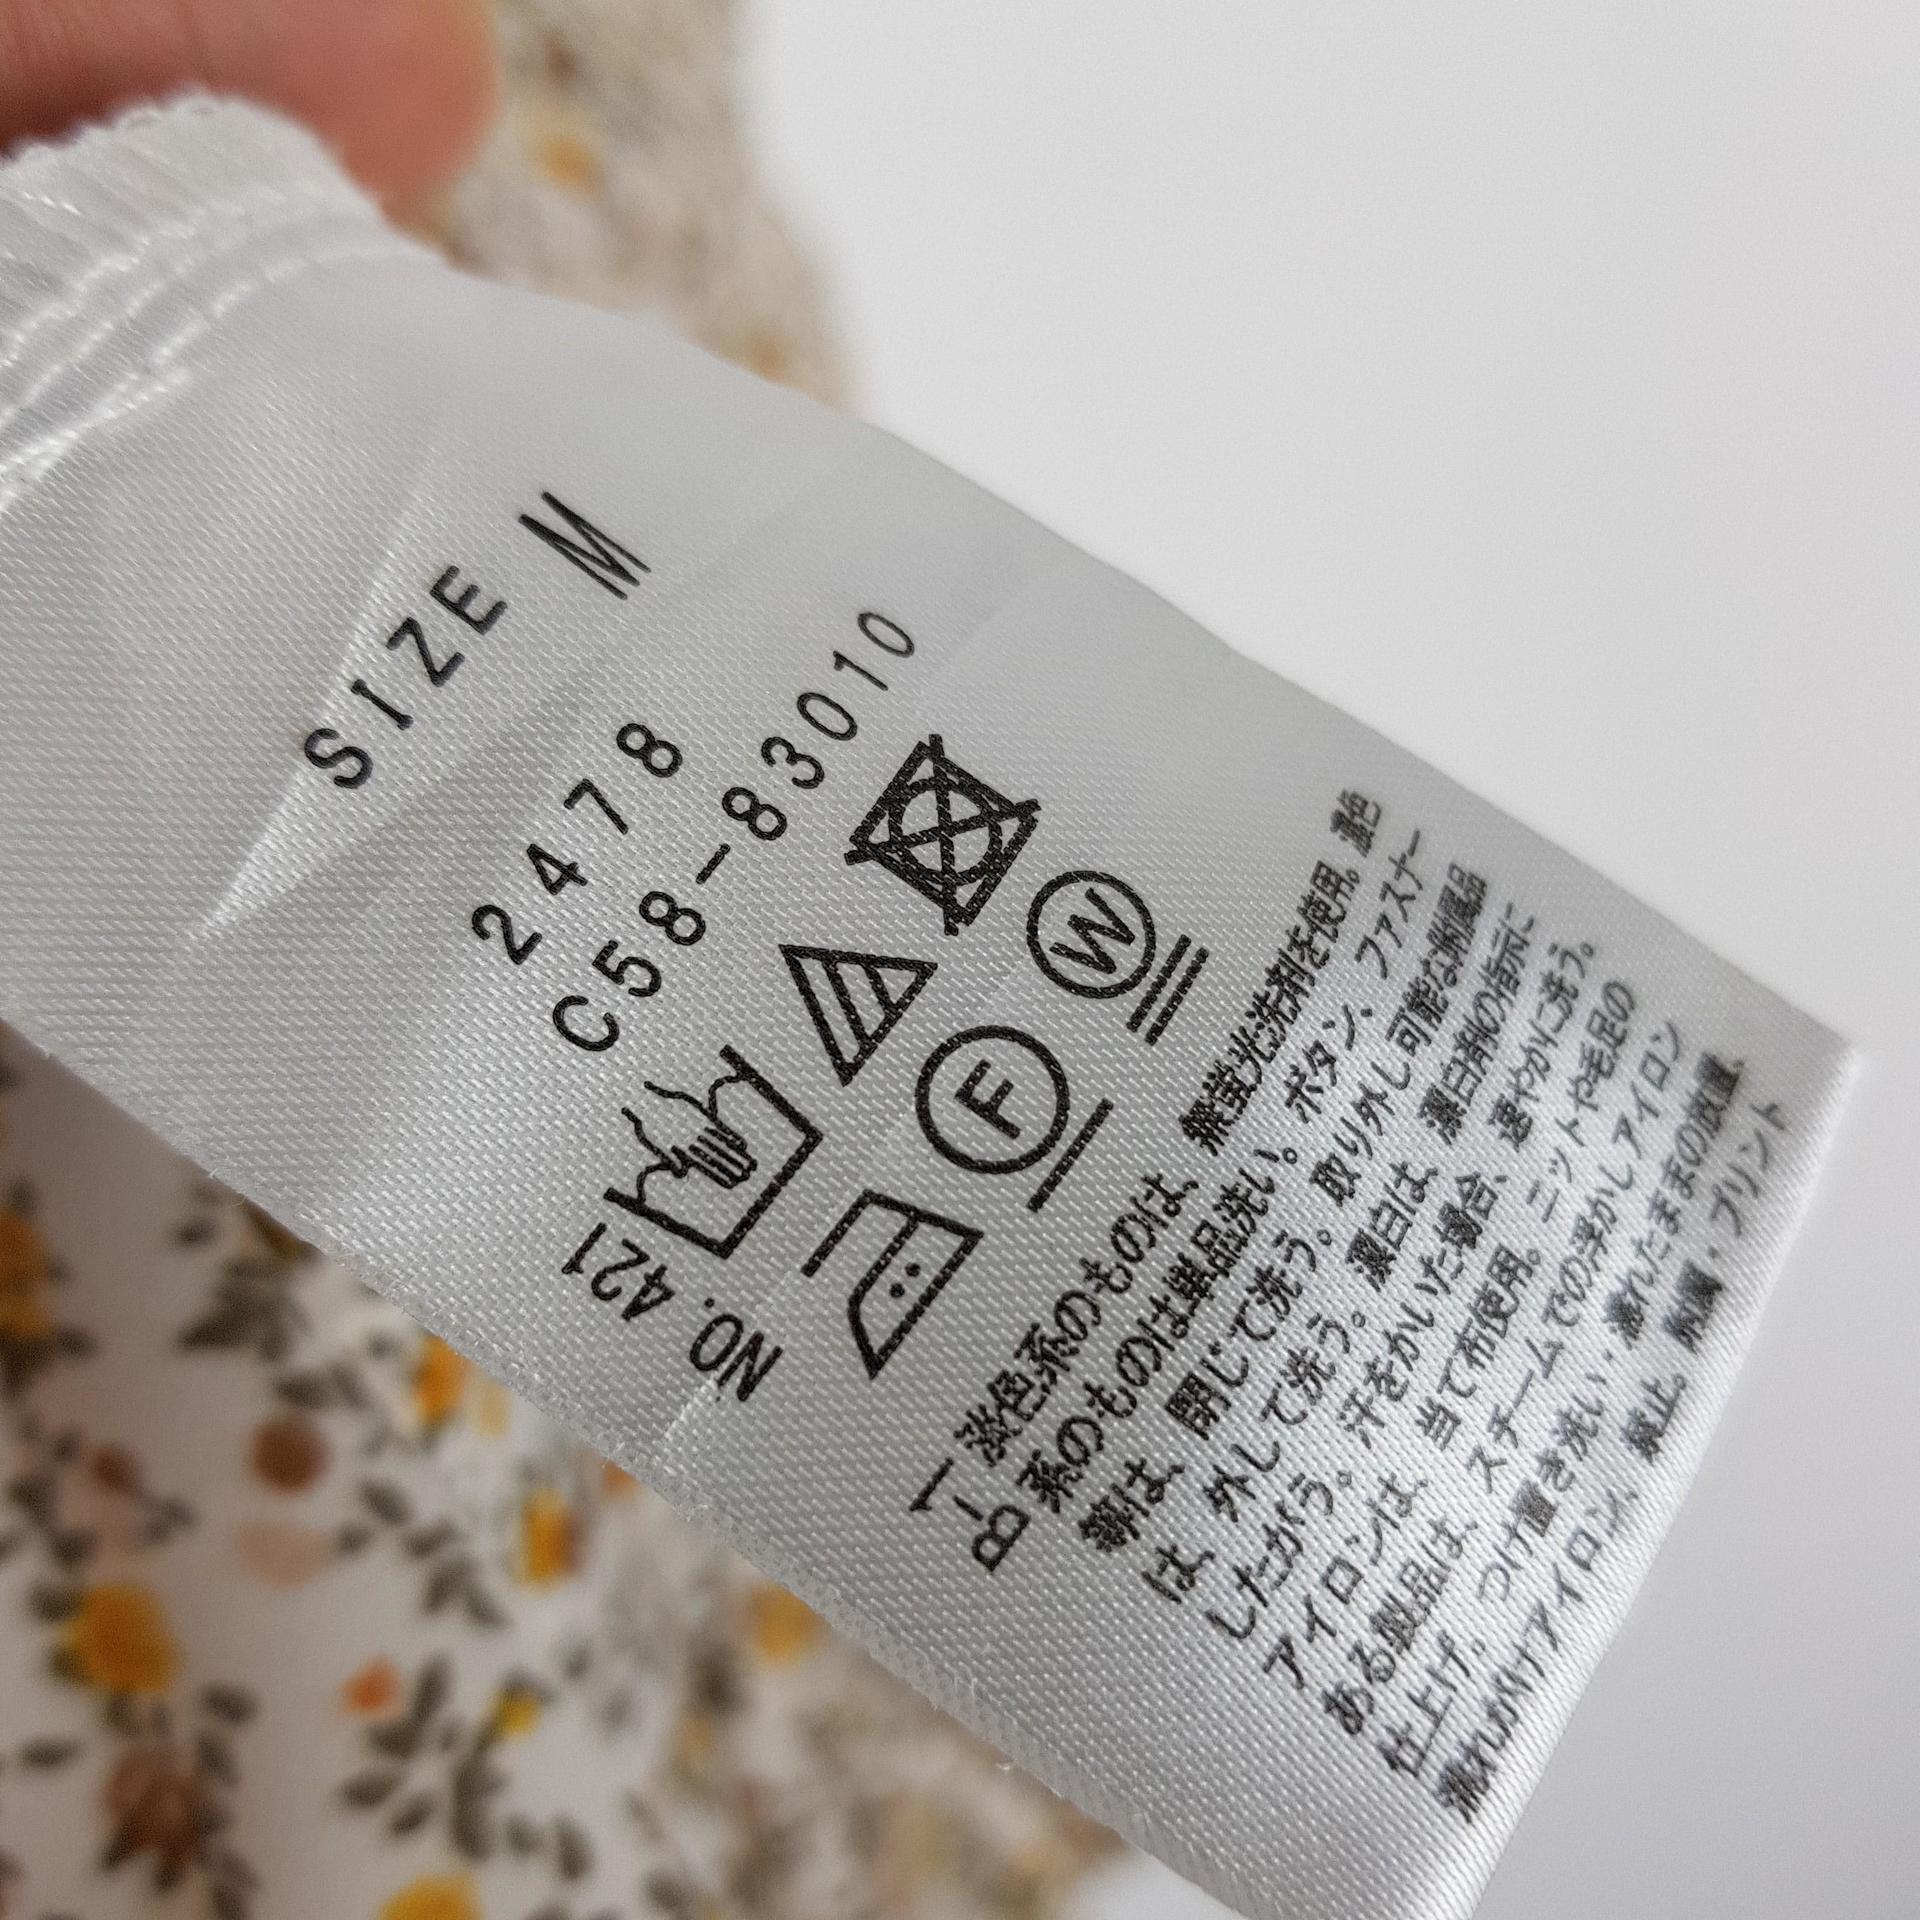 SIZE M
2478
C58-83010
NO.421
F
W
B-1
淡色系のものは、無蛍光洗剤を使用。濃色
系のものは単品洗い。ボタン、ファスナー
等は、閉じて洗う。取り外し可能な附属品
は、外して洗う。漂白は、漂白剤の指示に
したがう。汗をかいた場合、速やかに洗う。
アイロンは、当て布使用。ニットや毛足の
ある製品は、スチームでの浮かしアイロン
仕上げ。つけ置き洗い・濡れたままの放置、
濡れがけアイロン、禁止。刺繍・プリント